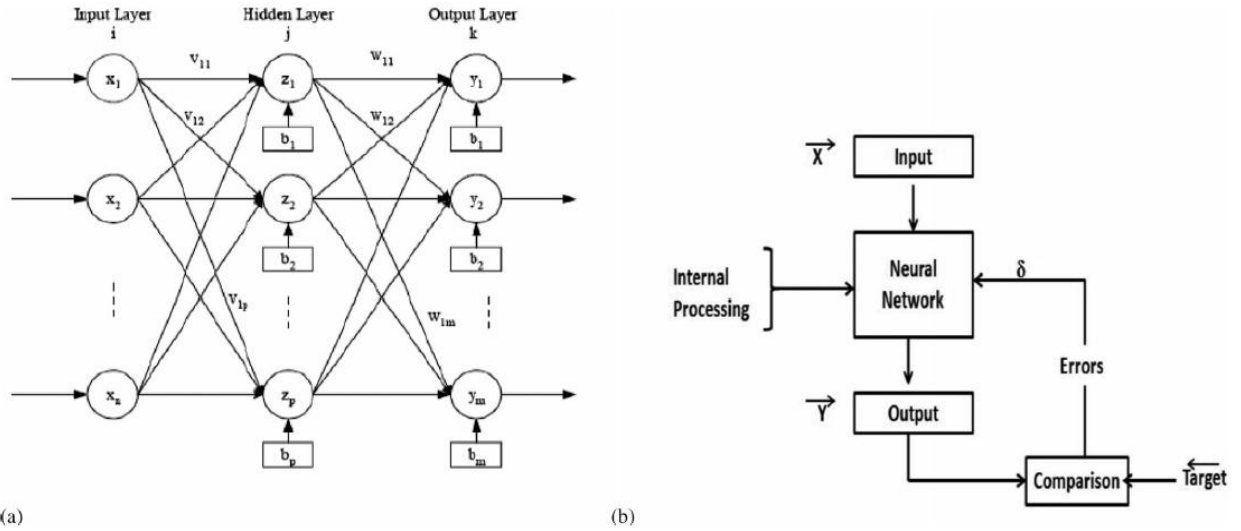 Input Layer
i
Hidden Layer
j
Output Layer
k
x1
v11
z1
w11
y1
v12
w12
b1
b1
x2
z2
y2
b2
b2
v1p
w1m
xn
zp
ym
bp
bm
(a)
X
Input
Internal
Processing
Neural
Network
δ
Errors
Y
Output
Comparison
Target
(b)